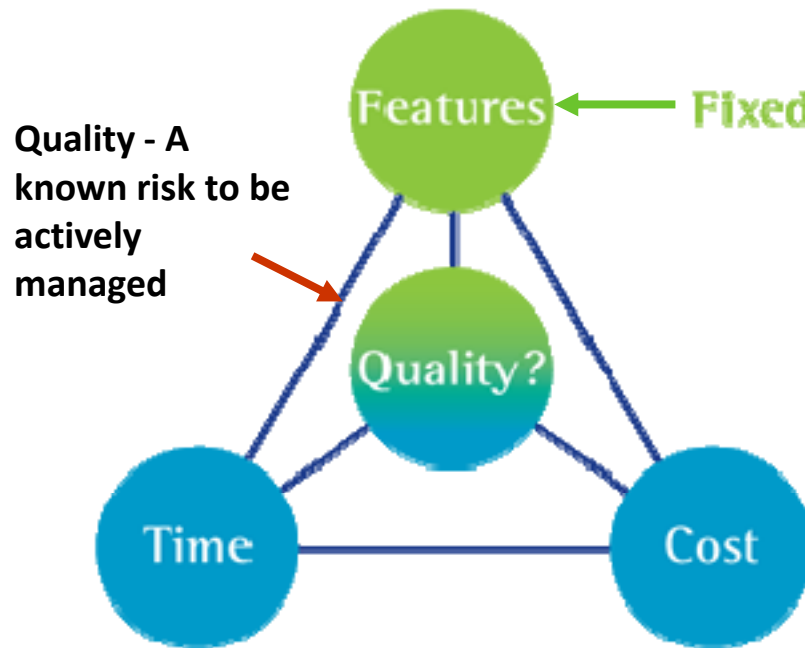 Features
Fixed
Quality - A
known risk to be
actively
managed
Quality?
Time
Cost